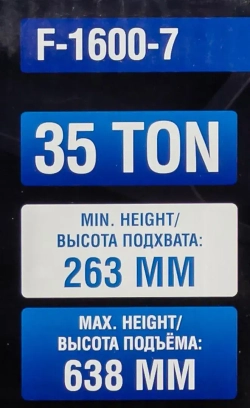 F-1600-7
35 TON
MIN. HEIGHT/
ВЫСОТА ПОДХВАТА:
263 MM
MAX. HEIGHT/
ВЫСОТА ПОДЪЁМА:
638 MM